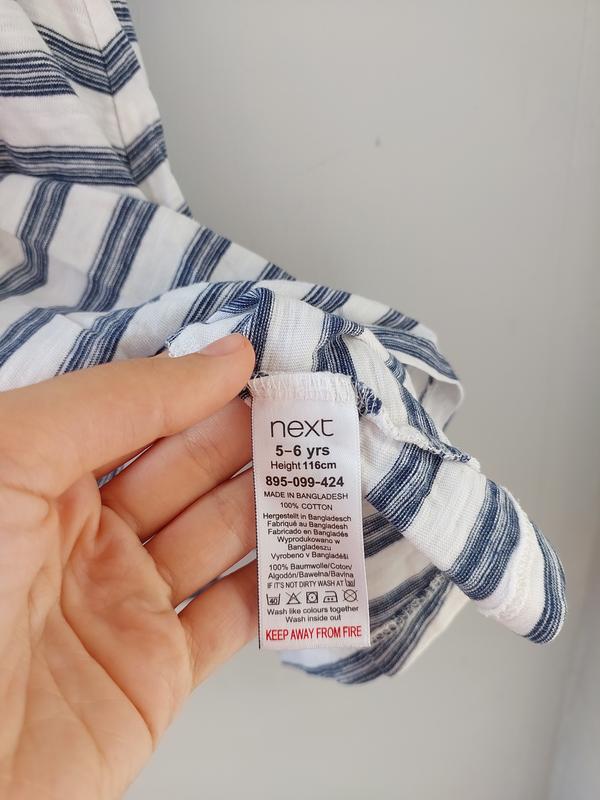 next
5-6 yrs
Height 116cm
895-099-424
MADE IN BANGLADESH
100% COTTON
Hergestellt in Bangladesch
Fabriqué au Bangladesh
Fabricado en Bangladés
Wyprodukowano w
Bangladeszu
Vyrobeno v Bangladéši
100% Baumwolle/Coton/
Algodón/Bawełna/Bavlna
IF IT'S NOT DIRTY WASH AT 30
40
Wash like colours together
Wash inside out
KEEP AWAY FROM FIRE